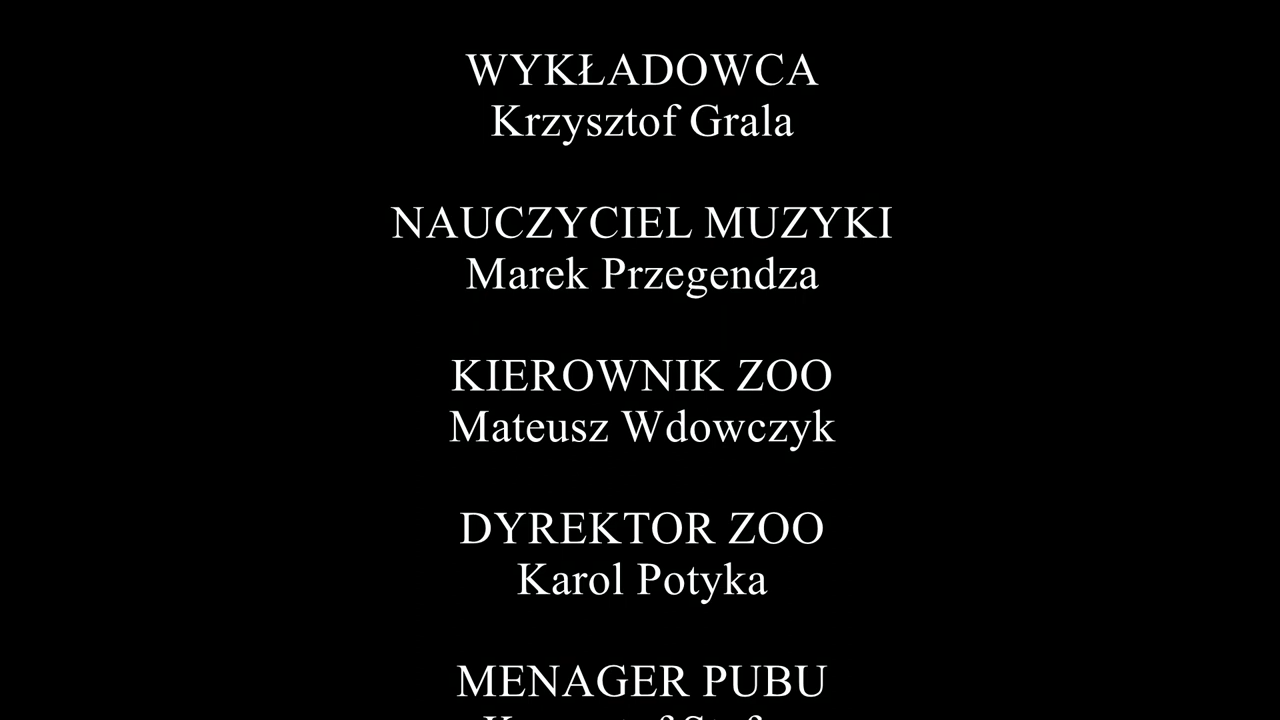 WYKŁADOWCA
Krzysztof Grala
NAUCZYCIEL MUZYKI
Marek Przegendza
KIEROWNIK ZOO
Mateusz Wdowczyk
DYREKTOR ZOO
Karol Potyka
MENAGER PUBU